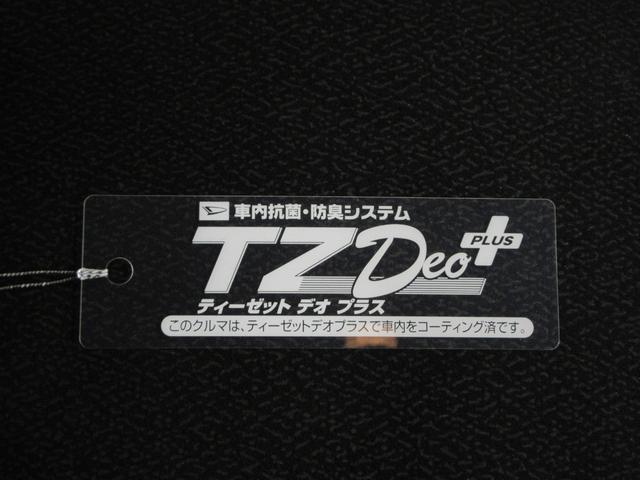 車内抗菌・防臭システム
TZDeo PLUS
ティーゼット デオ プラス
このクルマは、ティーゼットデオプラスで車内をコーティング済です。